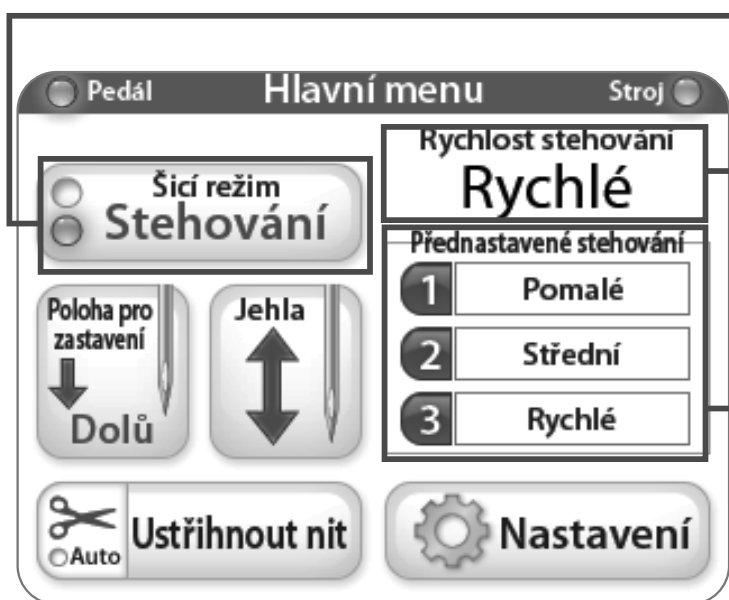 Pedál
Hlavní menu
Stroj
Šicí režim
Stehování
Rychlost stehování
Rychlé
Přednastavené stehování
1 Pomalé
2 Střední
3 Rychlé
Poloha pro
zastavení
Dolů
Jehla
Auto
Ustřihnout nit
Nastavení